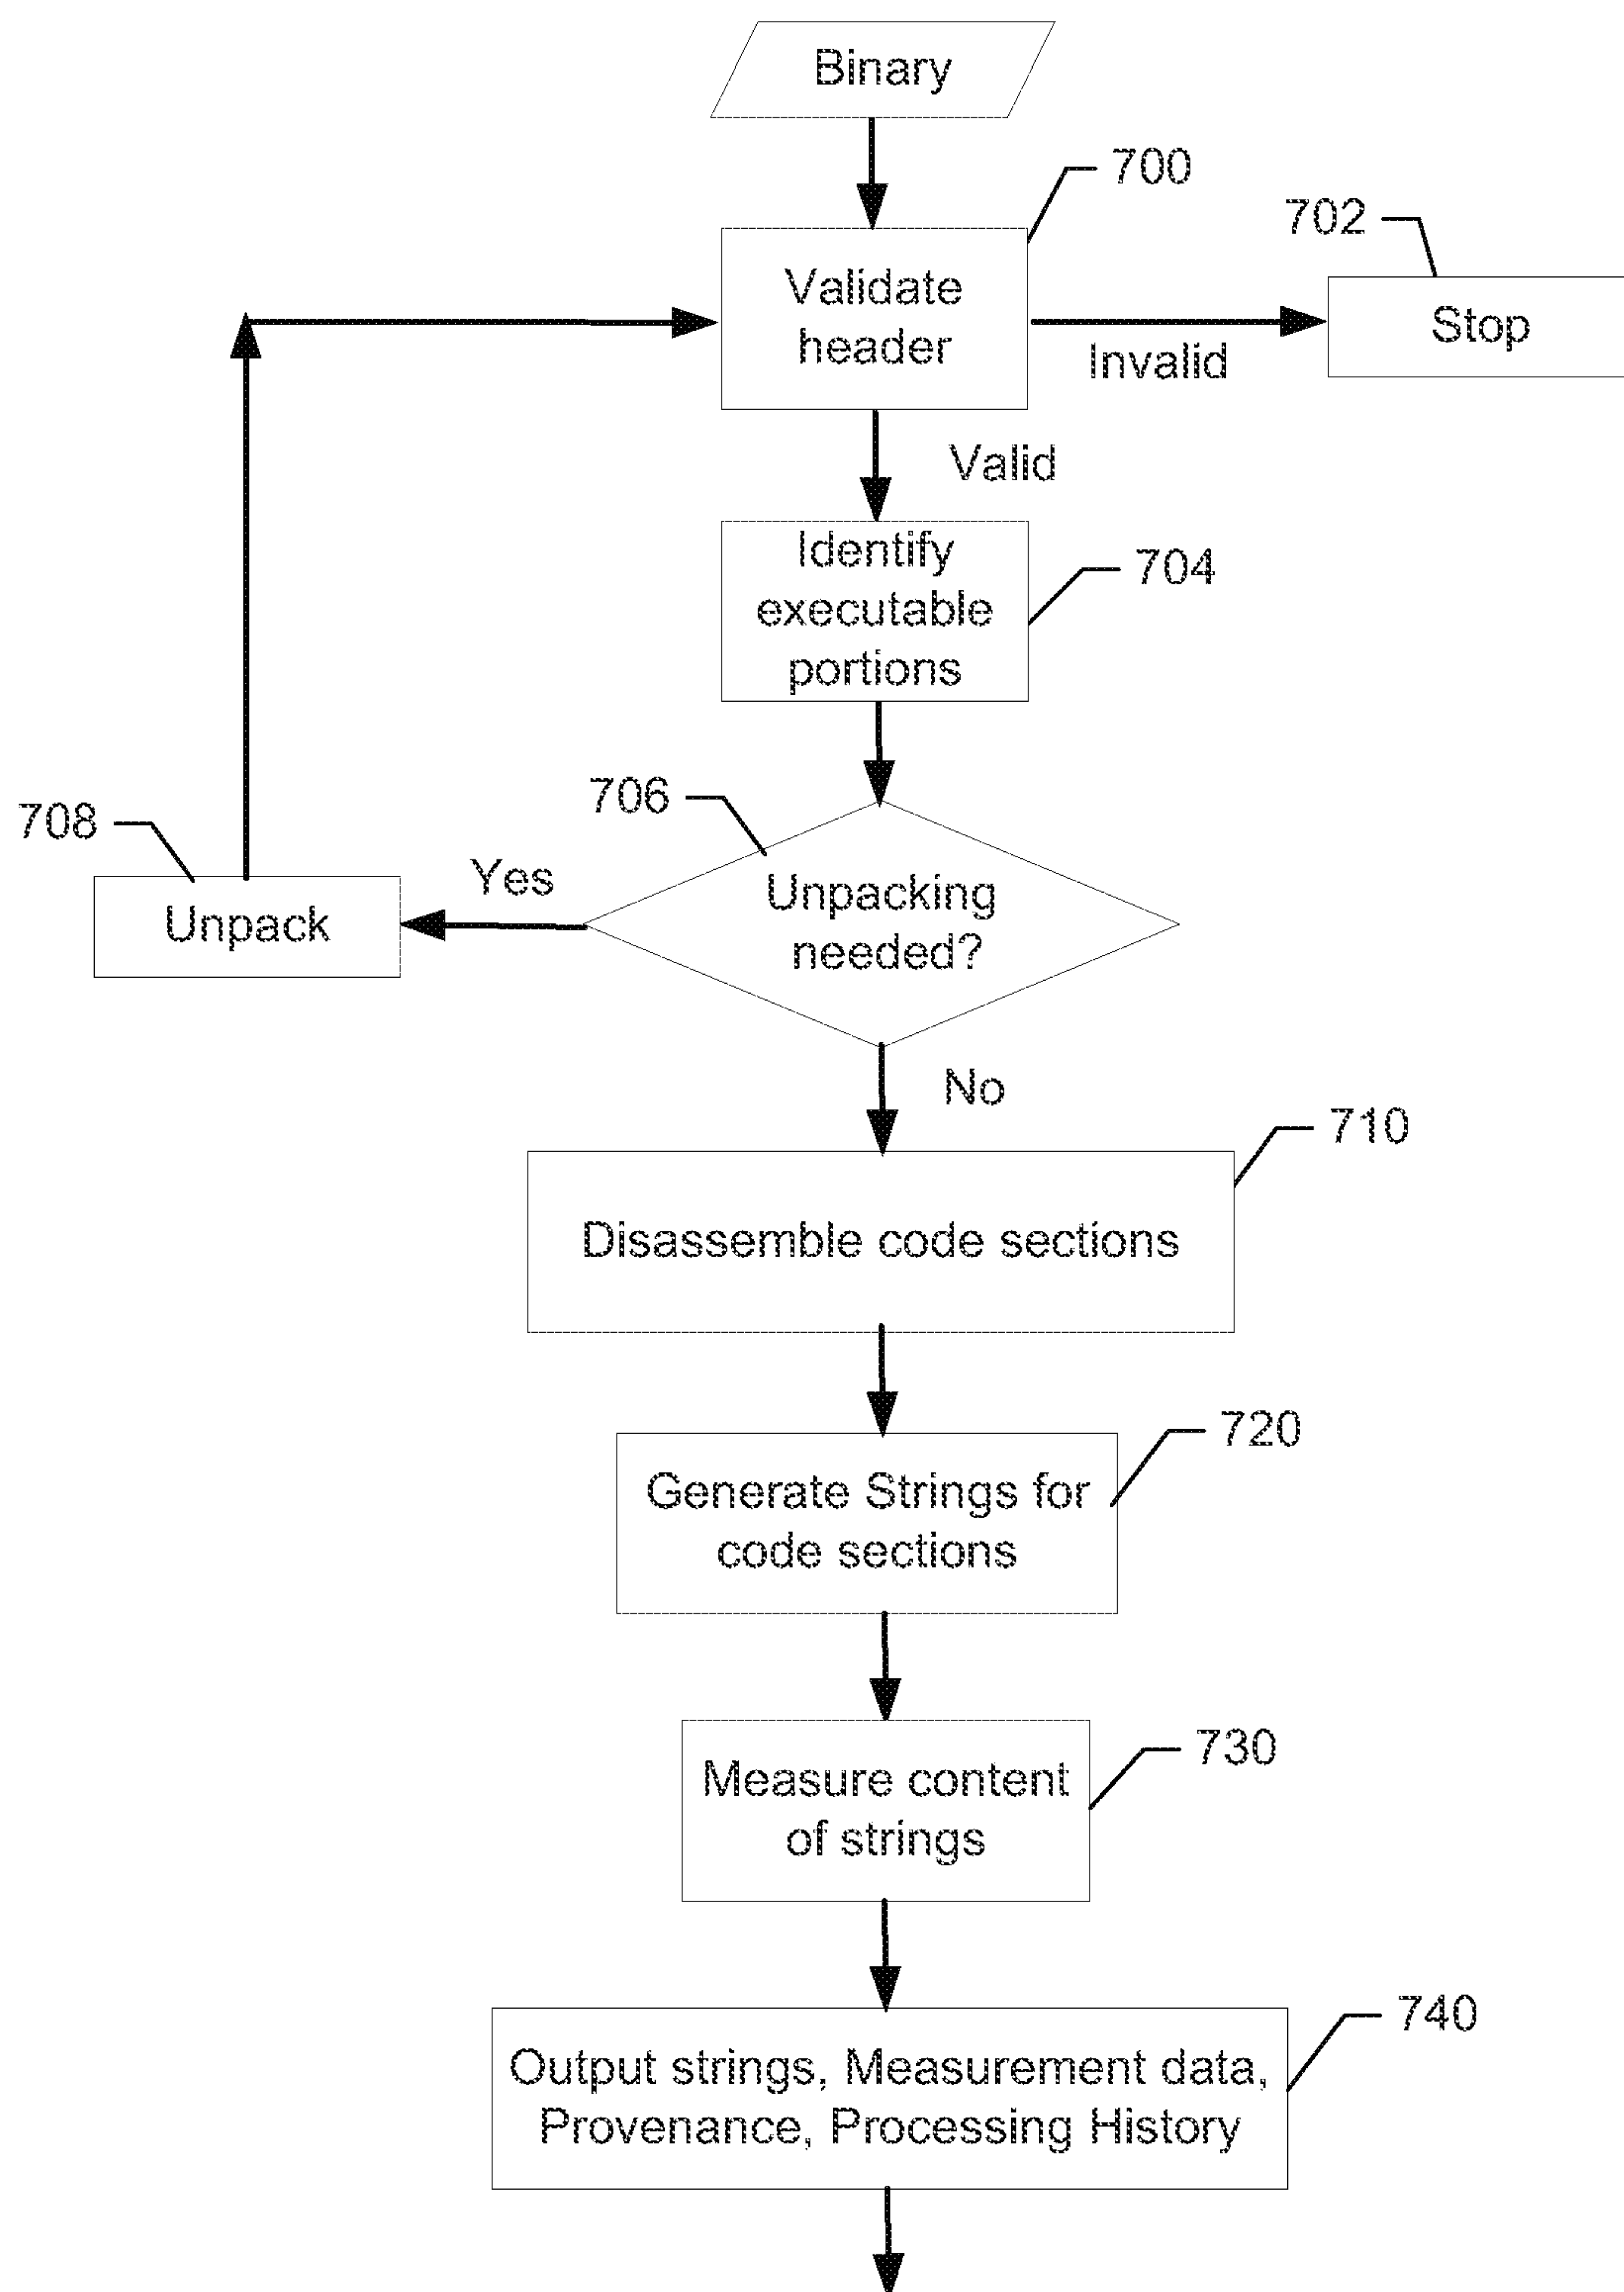 Binary
700
702
Validate
header
Stop
Invalid
Valid
Identify
executable
portions
704
706
708
Yes
Unpacking
needed?
Unpack
No
710
Disassemble code sections
720
Generate Strings for
code sections
730
Measure content
of strings
740
Output strings, Measurement data,
Provenance, Processing History